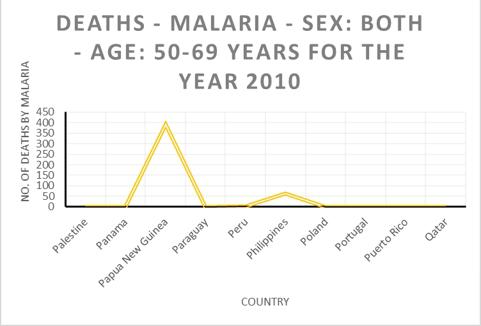 DEATHS - MALARIA - SEX: BOTH
- AGE: 50-69 YEARS FOR THE
YEAR 2010
NO. OF DEATHS BY MALARIA
450
400
350
300
250
200
150
100
50
0
Palestine
Panama
Papua New Guinea
Paraguay
Peru
Philippines
Poland
Portugal
Puerto Rico
Qatar
COUNTRY